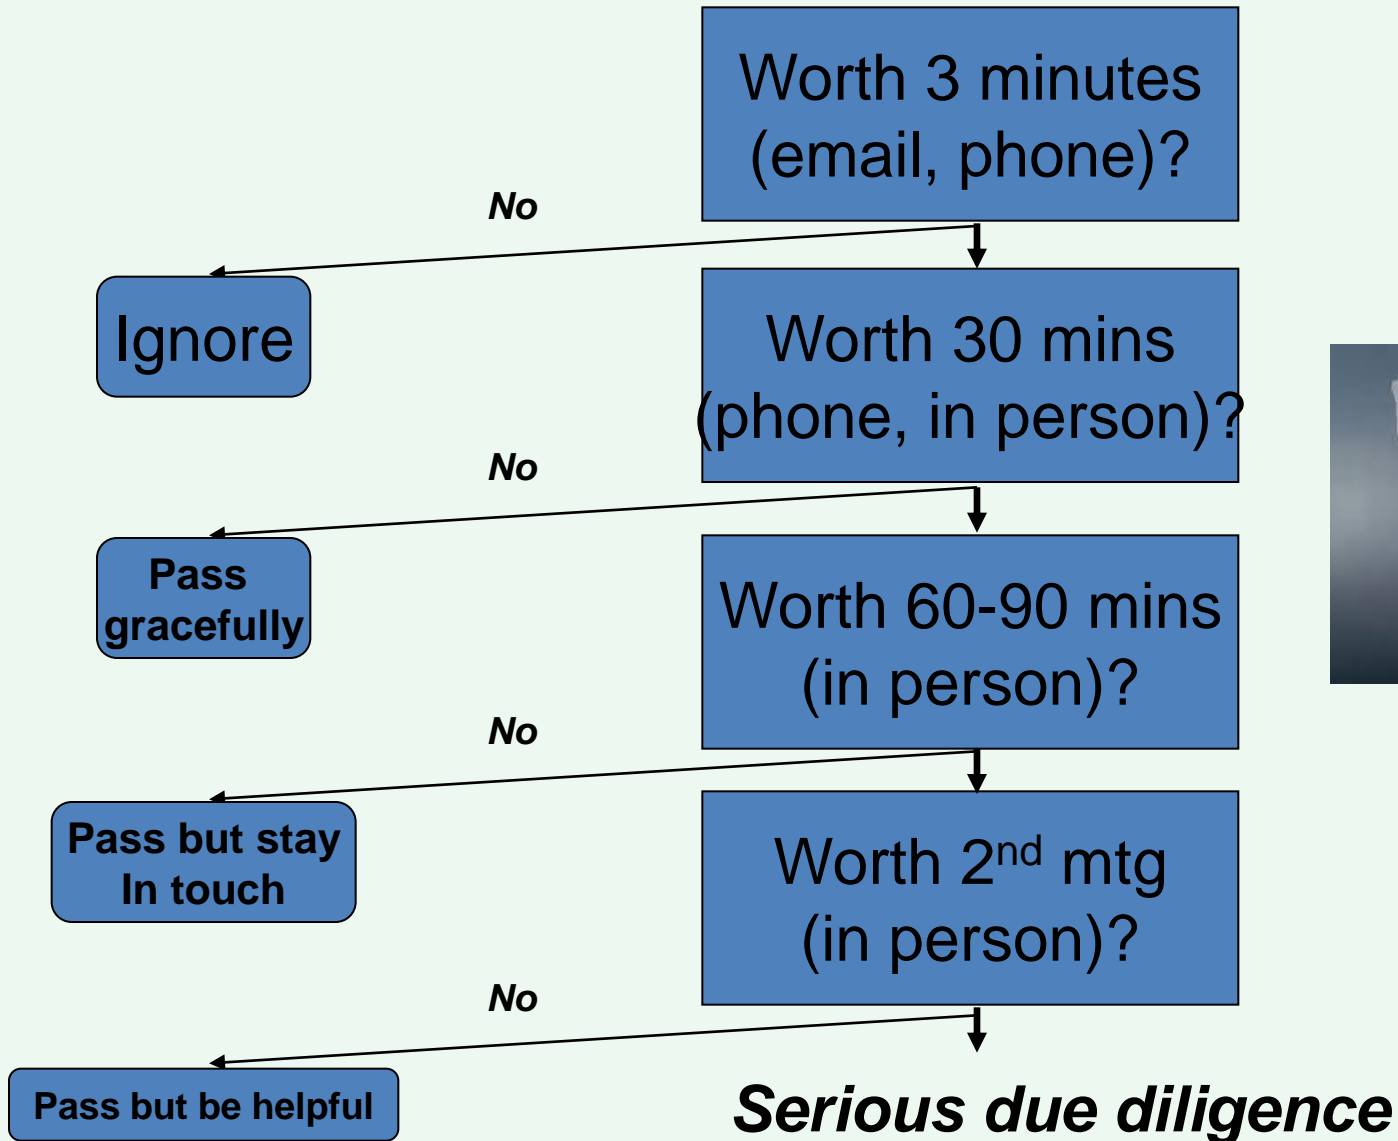 Worth 3 minutes
(email, phone)?
No
Ignore
Worth 30 mins
(phone, in person)?
No
Pass
gracefully
Worth 60-90 mins
(in person)?
No
Pass but stay
In touch
Worth 2nd mtg
(in person)?
No
Pass but be helpful
Serious due diligence